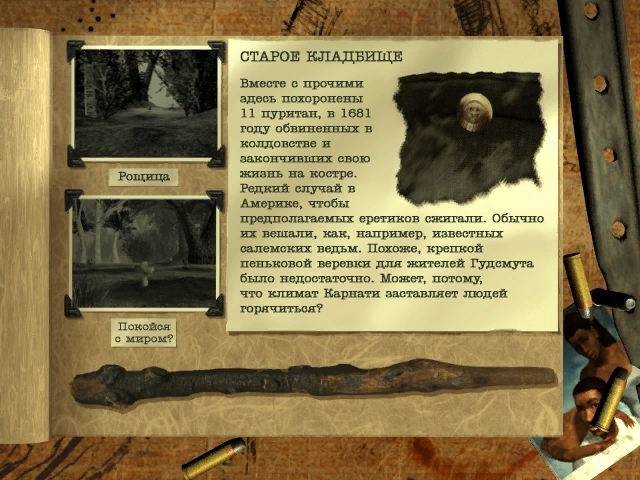 СТАРОЕ КЛАДБИЩЕ
Вместе с прочими
здесь похоронены
11 пуритан, в 1681
году обвиненных в
колдовстве и
закончивших свою
жизнь на костре.
Редкий случай в
Америке, чтобы
предполагаемых еретиков сжигали. Обычно
их вешали, как, например, известных
салемских ведьм. Похоже, крепкой
пеньковой веревки для жителей Гудсмута
было недостаточно. Может, потому,
что климат Карнати заставляет людей
горячиться?
Рощица
Покойся
с миром?